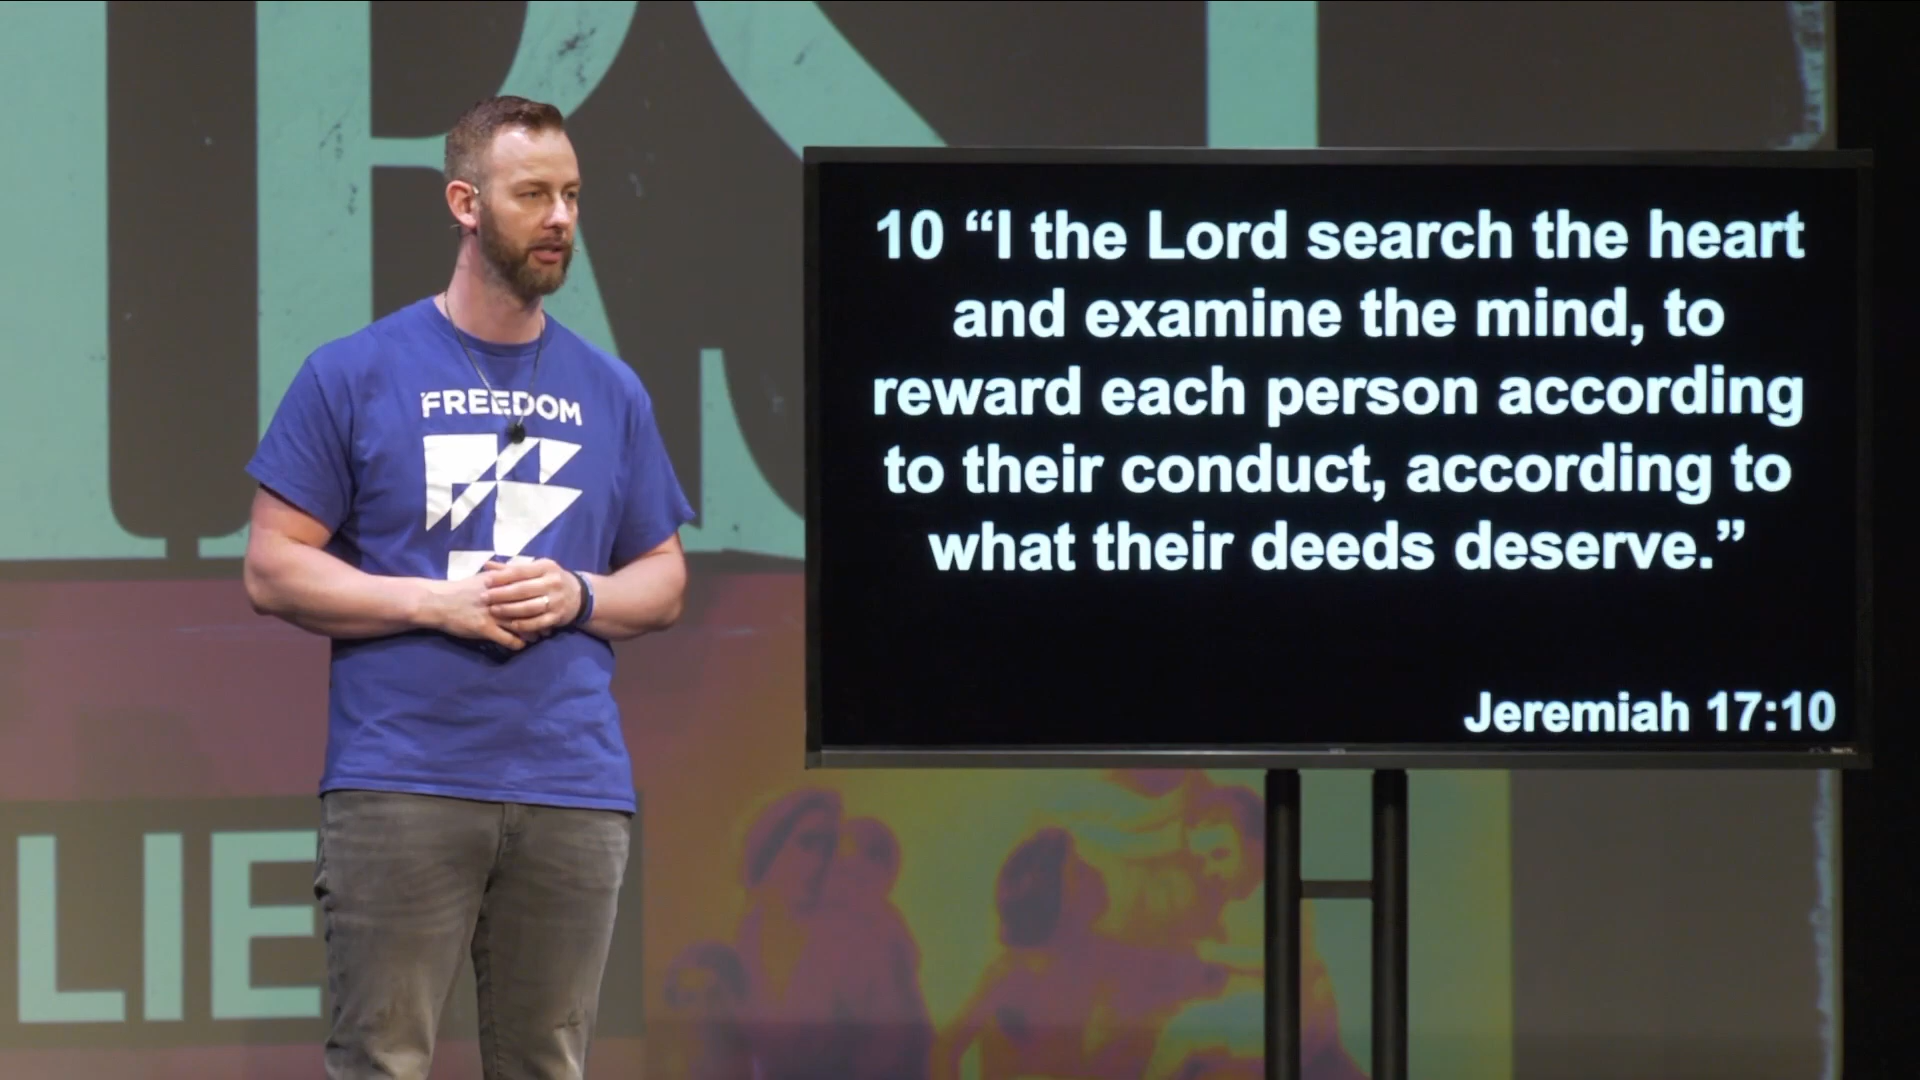 FREEDOM
10 “I the Lord search the heart
and examine the mind, to
reward each person according
to their conduct, according to
what their deeds deserve.”
Jeremiah 17:10
LIE